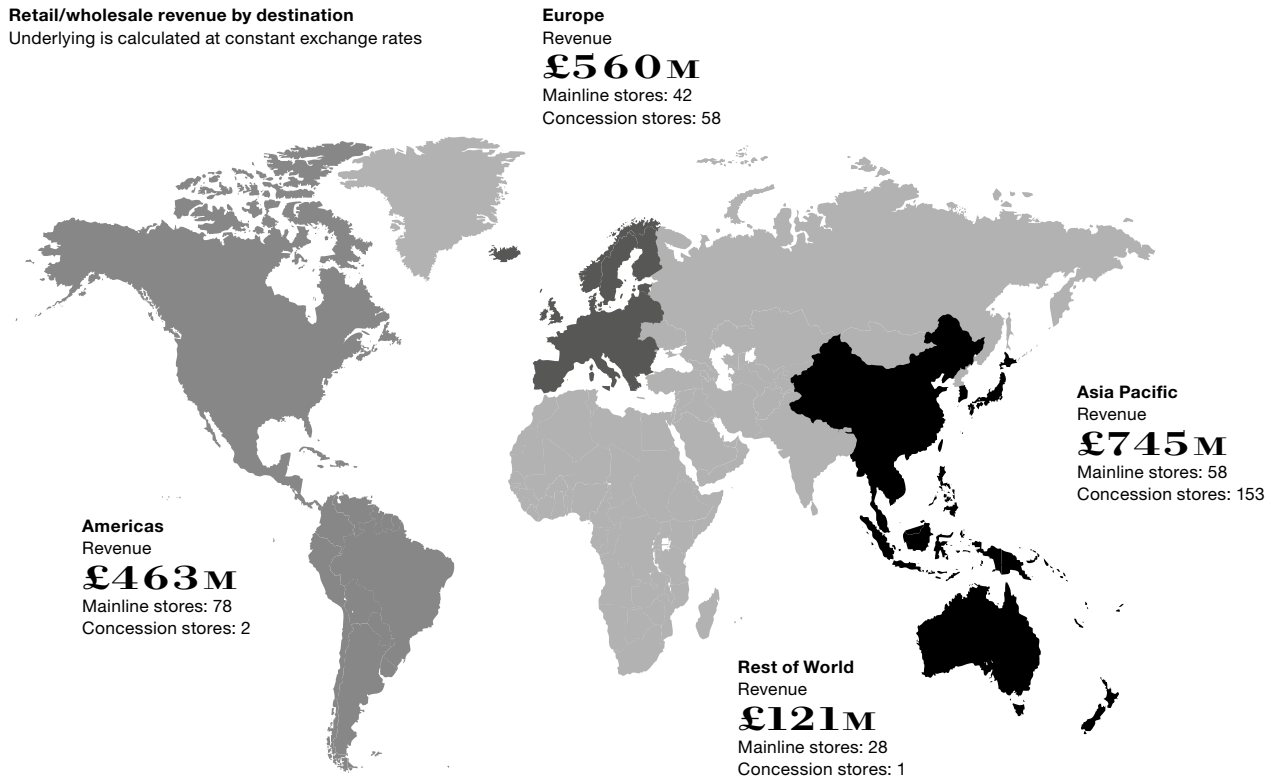 Retail/wholesale revenue by destination
Underlying is calculated at constant exchange rates
Europe
Revenue
£560M
Mainline stores: 42
Concession stores: 58
Asia Pacific
Revenue
£745M
Mainline stores: 58
Concession stores: 153
Americas
Revenue
£463M
Mainline stores: 78
Concession stores: 2
Rest of World
Revenue
£121M
Mainline stores: 28
Concession stores: 1